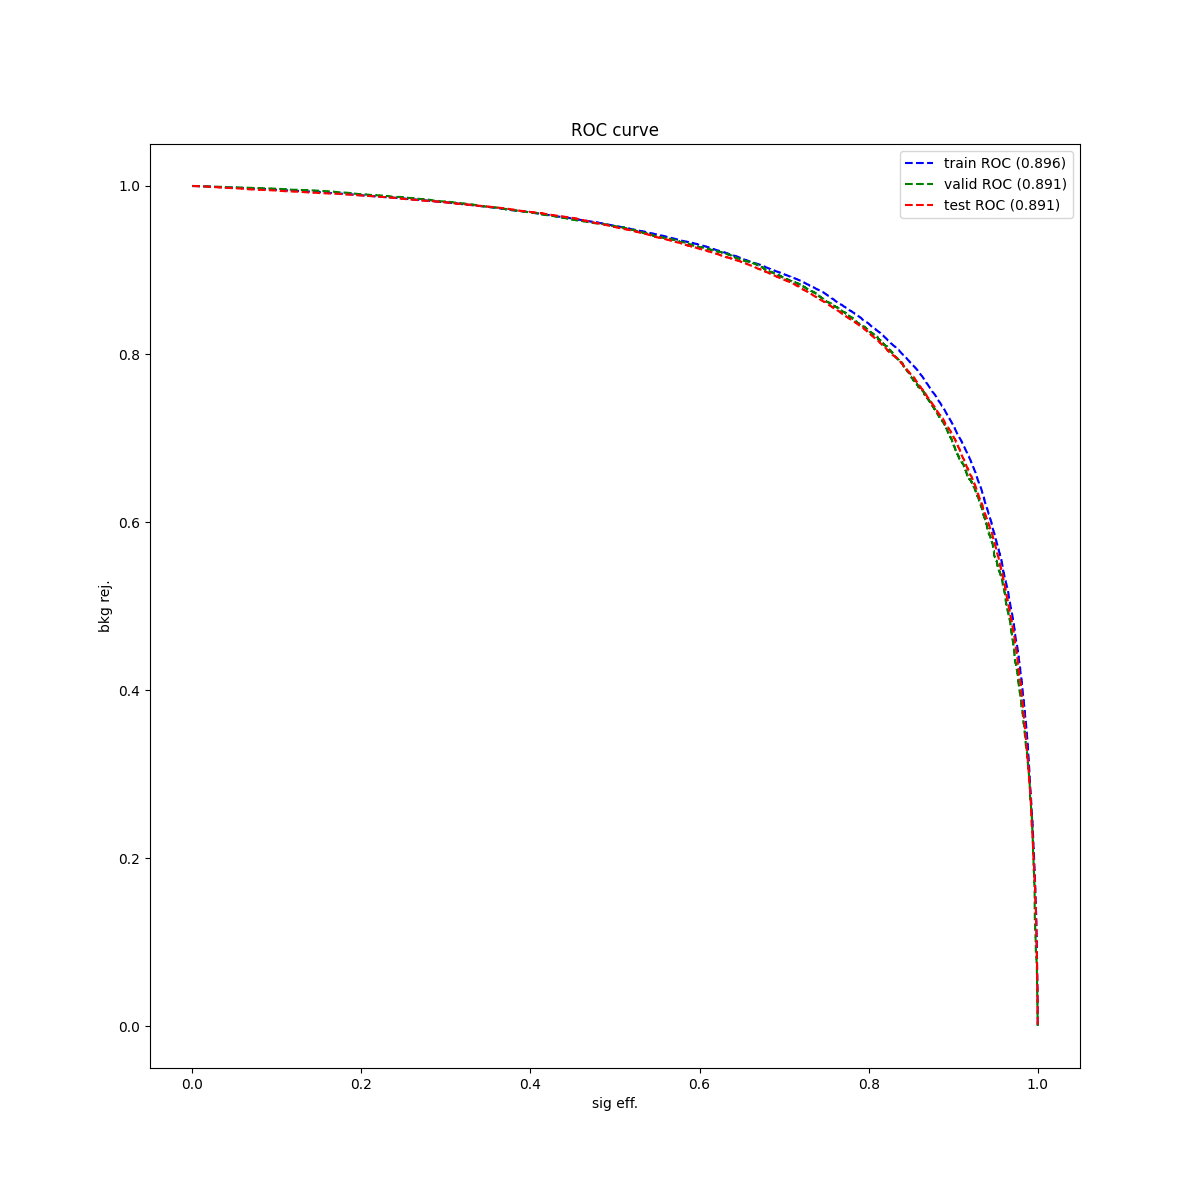 ROC curve
train ROC (0.896)
valid ROC (0.891)
test ROC (0.891)
1.0
0.8
0.6
0.4
0.2
0.0
bkg rej.
0.0 0.2 0.4 0.6 0.8 1.0
sig eff.